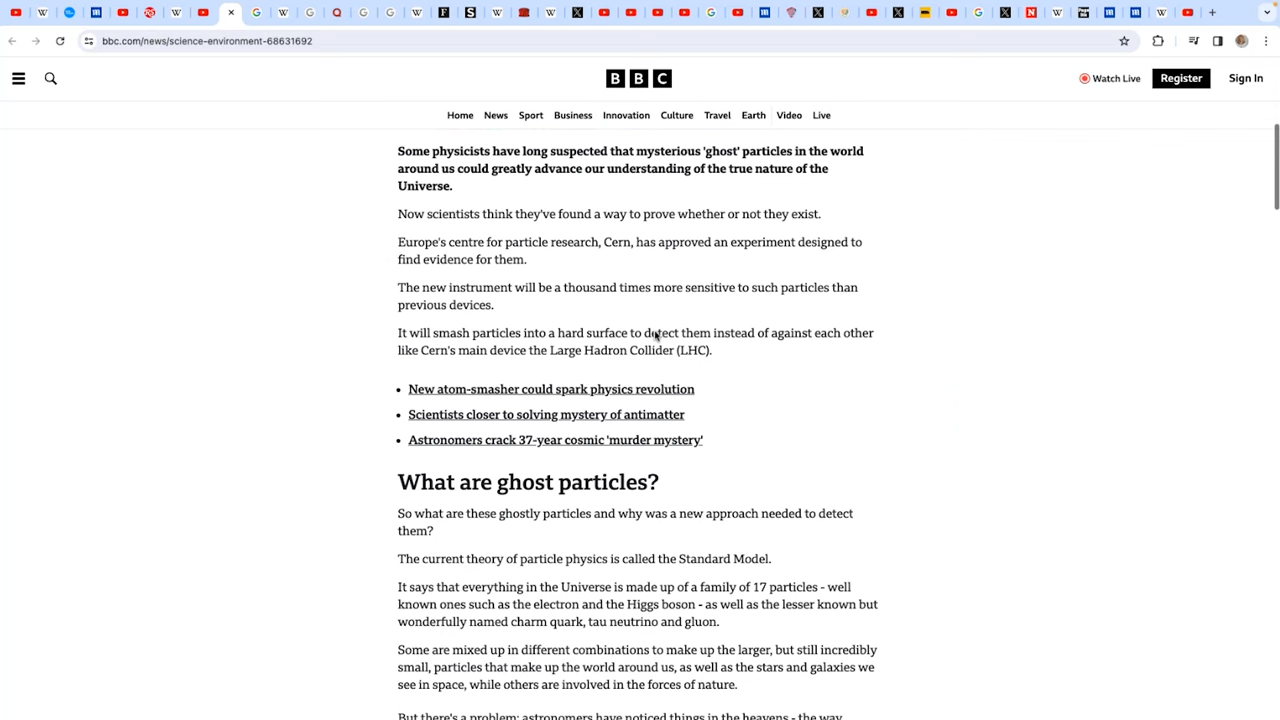 bbc.com/news/science-environment-68631692
BBC
Watch Live
Register
Sign In
Home News Sport Business Innovation Culture Travel Earth Video Live
Some physicists have long suspected that mysterious 'ghost' particles in the world
around us could greatly advance our understanding of the true nature of the
Universe.
Now scientists think they've found a way to prove whether or not they exist.
Europe's centre for particle research, Cern, has approved an experiment designed to
find evidence for them.
The new instrument will be a thousand times more sensitive to such particles than
previous devices.
It will smash particles into a hard surface to detect them instead of against each other
like Cern's main device the Large Hadron Collider (LHC).
• New atom-smasher could spark physics revolution
• Scientists closer to solving mystery of antimatter
• Astronomers crack 37-year cosmic 'murder mystery'
What are ghost particles?
So what are these ghostly particles and why was a new approach needed to detect
them?
The current theory of particle physics is called the Standard Model.
It says that everything in the Universe is made up of a family of 17 particles - well
known ones such as the electron and the Higgs boson - as well as the lesser known but
wonderfully named charm quark, tau neutrino and gluon.
Some are mixed up in different combinations to make up the larger, but still incredibly
small, particles that make up the world around us, as well as the stars and galaxies we
see in space, while others are involved in the forces of nature.
But there's a problem: astronomers have noticed things in the heavens - the way